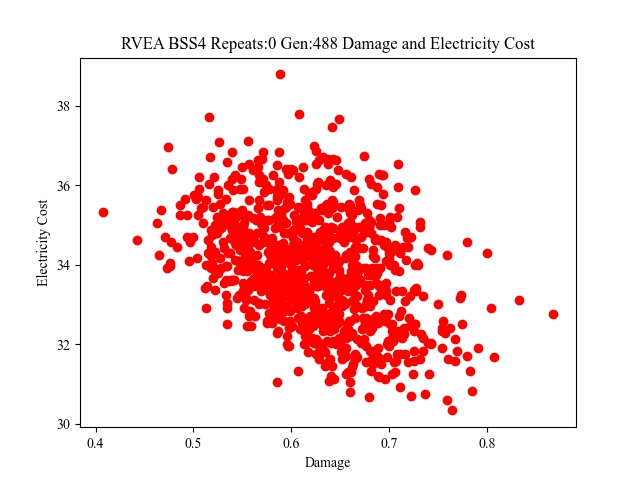 RVEA BSS4 Repeats:0 Gen:488 Damage and Electricity Cost
38
36
34
32
30
Electricity Cost
0.4 0.5 0.6 0.7 0.8
Damage